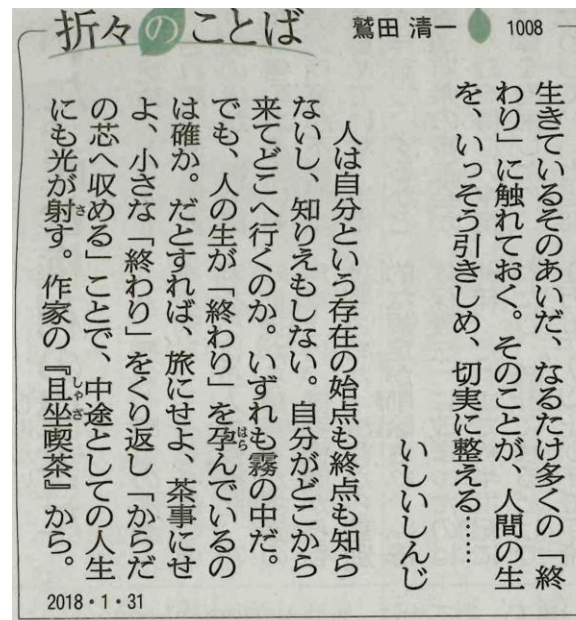 折々のことば
鷲田 清一
1008
生きているそのあいだ、なるたけ多くの「終
わり」に触れておく。そのことが、人間の生
を、いっそう引きしめ、切実に整える……
いしいしんじ
人は自分という存在の始点も終点も知ら
ないし、知りえもしない。自分がどこから
来てどこへ行くのか。いずれも霧の中だ。
でも、人の生が「終わり」を孕んでいるの
は確か。だとすれば、旅にせよ、茶事にせ
よ、小さな「終わり」をくり返し「からだ
の芯へ収める」ことで、中途としての人生
にも光が射す。作家の『且坐喫茶』から。
2018・1・31